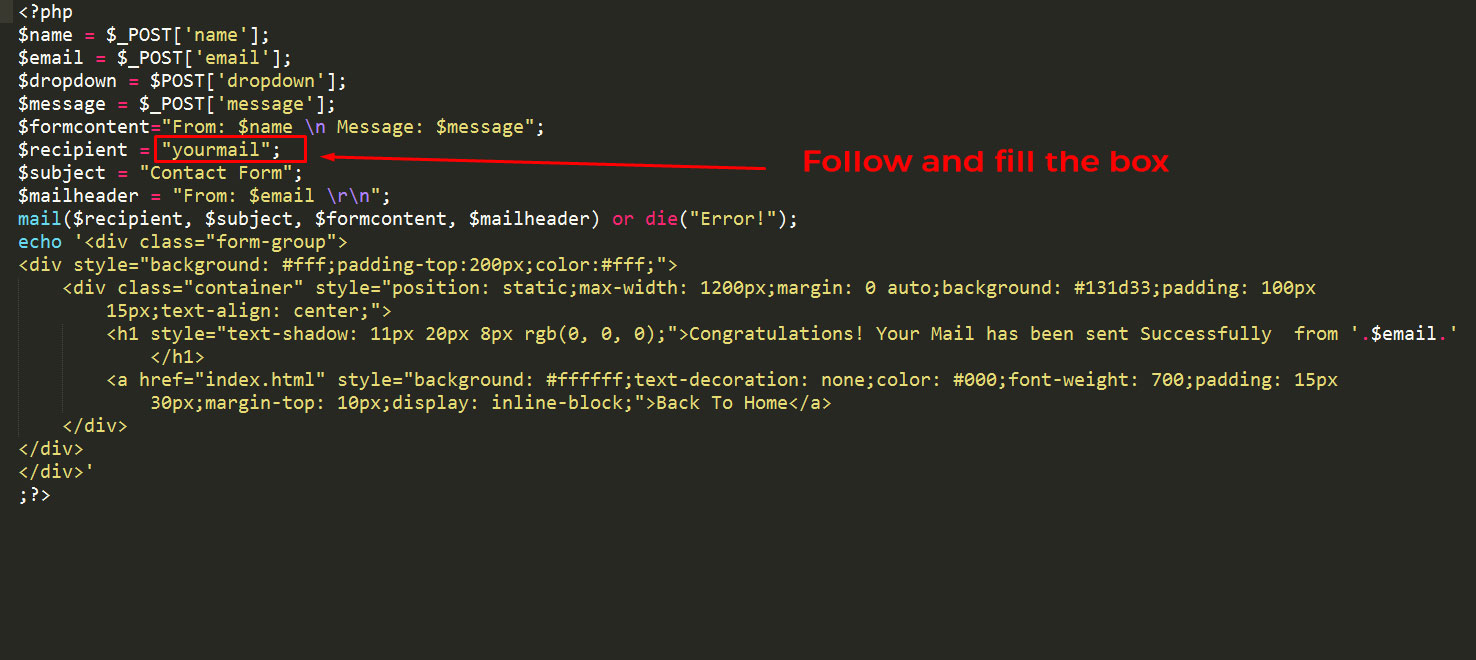 <?php
$name = $_POST['name'];
$email = $_POST['email'];
$dropdown = $POST['dropdown'];
$message = $_POST['message'];
$formcontent="From: $name \n Message: $message";
$recipient = "yourmail";
Follow and fill the box
$subject = "Contact Form";
$mailheader = "From: $email \r\n";
mail($recipient, $subject, $formcontent, $mailheader) or die("Error!");
echo '<div class="form-group">
<div style="background: #fff;padding-top:200px;color:#fff;">
<div class="container" style="position: static;max-width: 1200px;margin: 0 auto;background: #131d33;padding: 100px
15px;text-align: center;">
<h1 style="text-shadow: 11px 20px 8px rgb(0, 0, 0);">Congratulations! Your Mail has been sent Successfully  from '.$email.'
</h1>
<a href="index.html" style="background: #ffffff;text-decoration: none;color: #000;font-weight: 700;padding: 15px
30px;margin-top: 10px;display: inline-block;">Back To Home</a>
</div>
</div>
</div>'
;?>